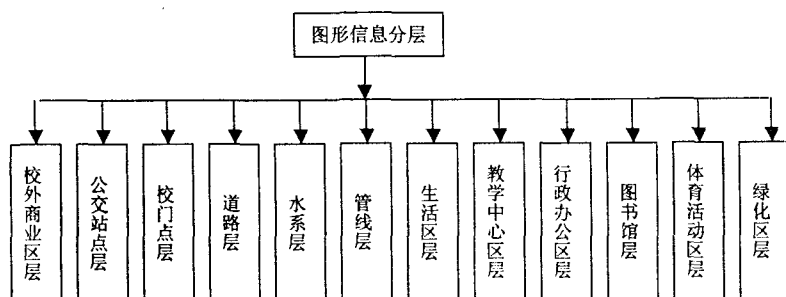 图形信息分层
校外商业区层
公交站点层
校门点层
道路层
水系层
管线层
生活区层
教学中心区层
行政办公区层
图书馆层
体育活动区层
绿化区层